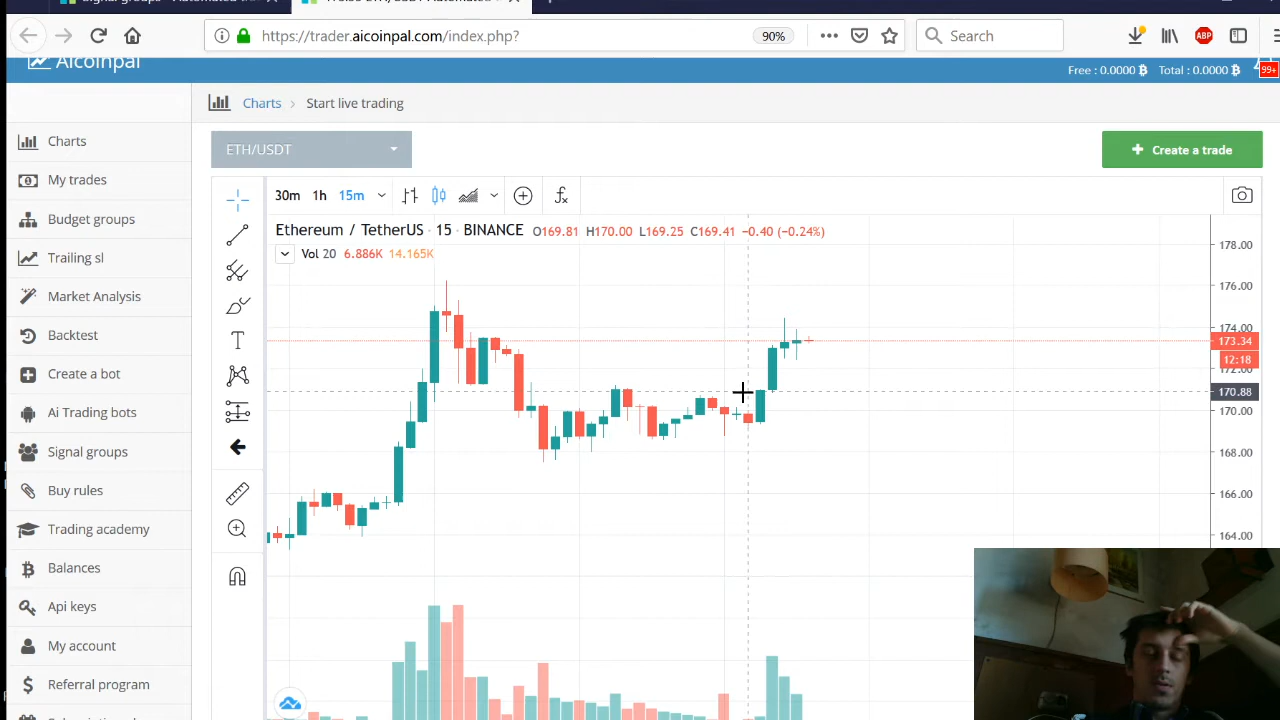 https://trader.aicoinpal.com/index.php?
90%
Search
ABP
Aicoinpal
Free : 0.0000
Total : 0.0000
99+
Charts
My trades
Budget groups
Trailing sl
Market Analysis
Backtest
Create a bot
Ai Trading bots
Signal groups
Buy rules
Trading academy
Balances
Api keys
My account
Referral program
Charts > Start live trading
ETH/USDT
+ Create a trade
30m 1h 15m
Ethereum / TetherUS · 15 · BINANCE O169.81 H170.00 L169.25 C169.41 −0.40 (−0.24%)
Vol 20 6.886K 14.165K
178.00
176.00
174.00
173.34
12:18
172.00
170.88
170.00
168.00
166.00
164.00